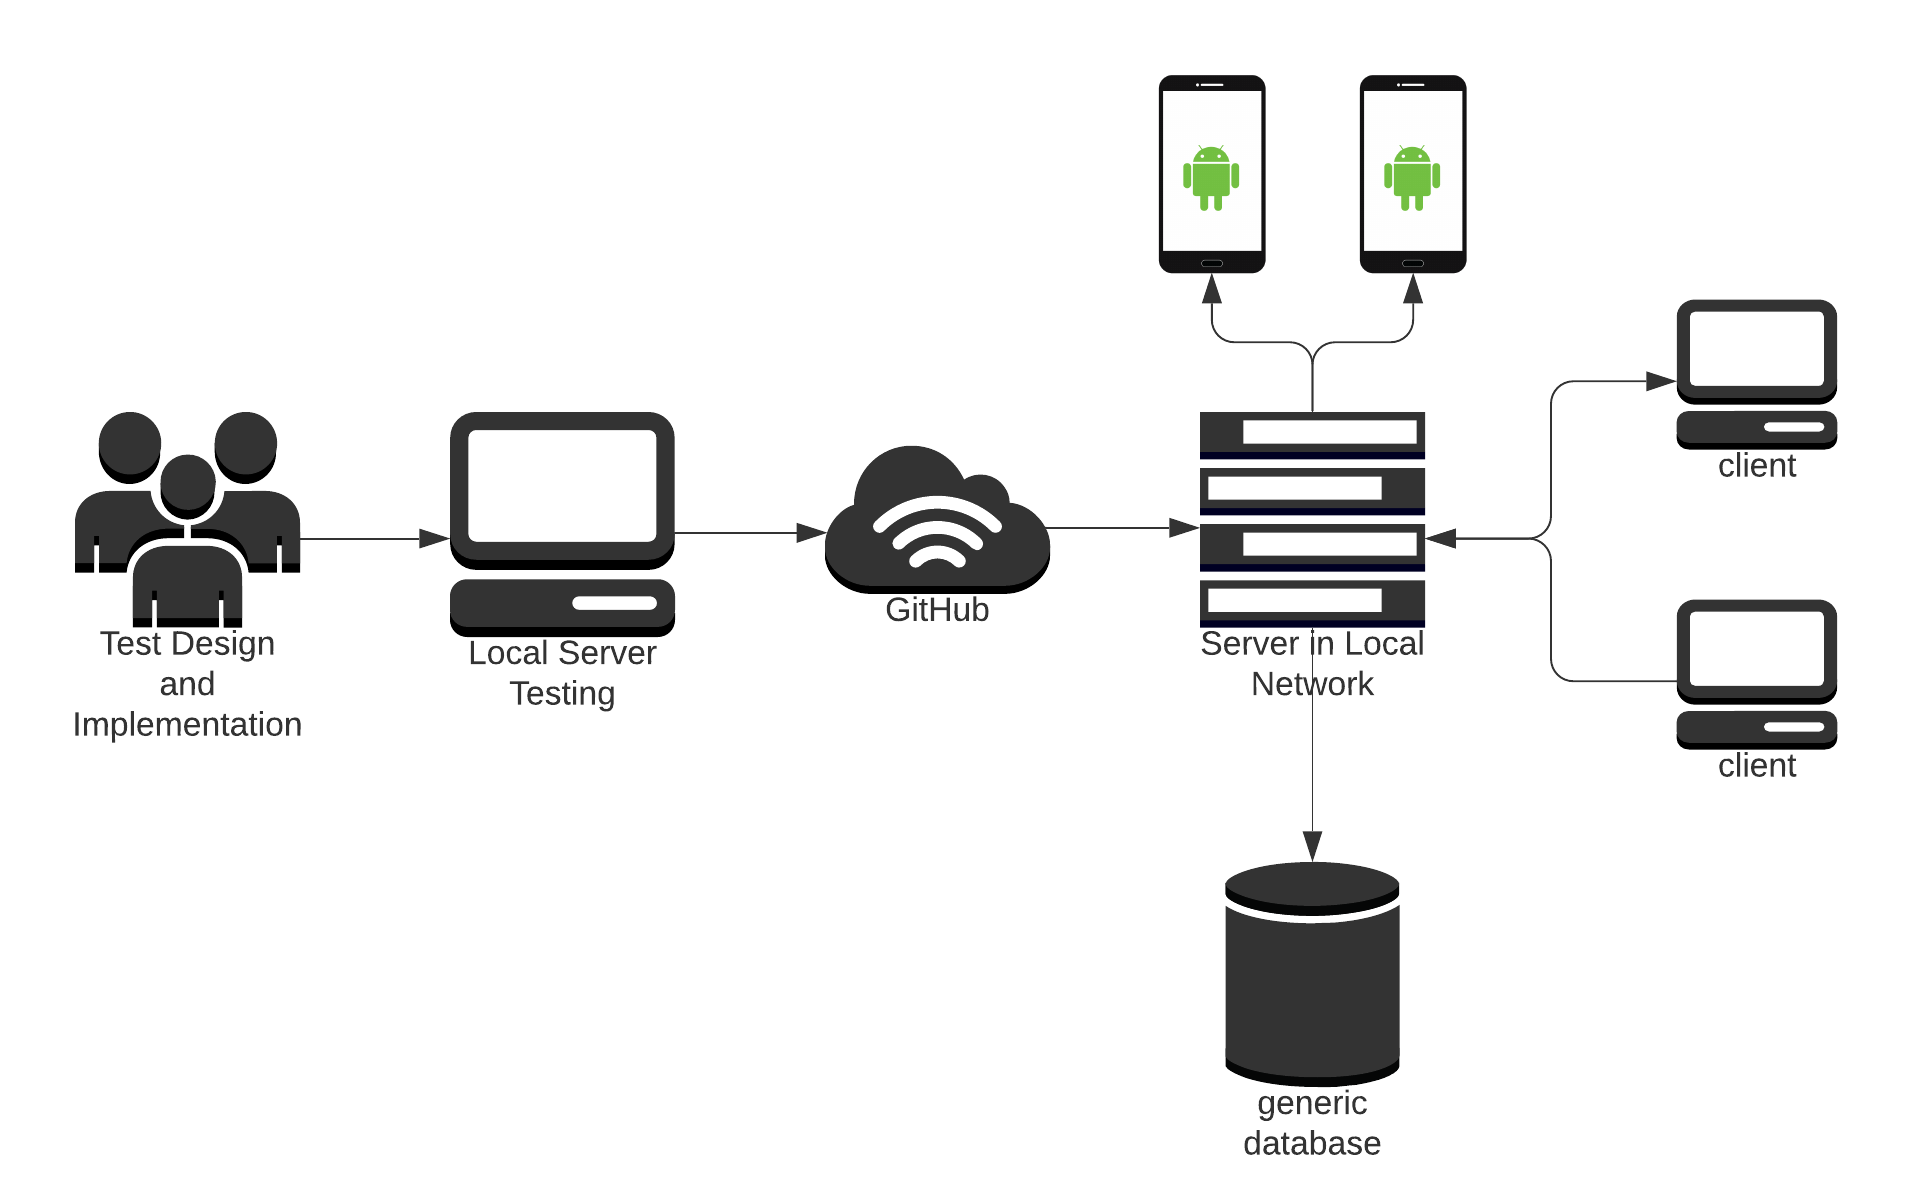 Test Design
and
Implementation
Local Server
Testing
GitHub
Server in Local
Network
client
client
generic
database